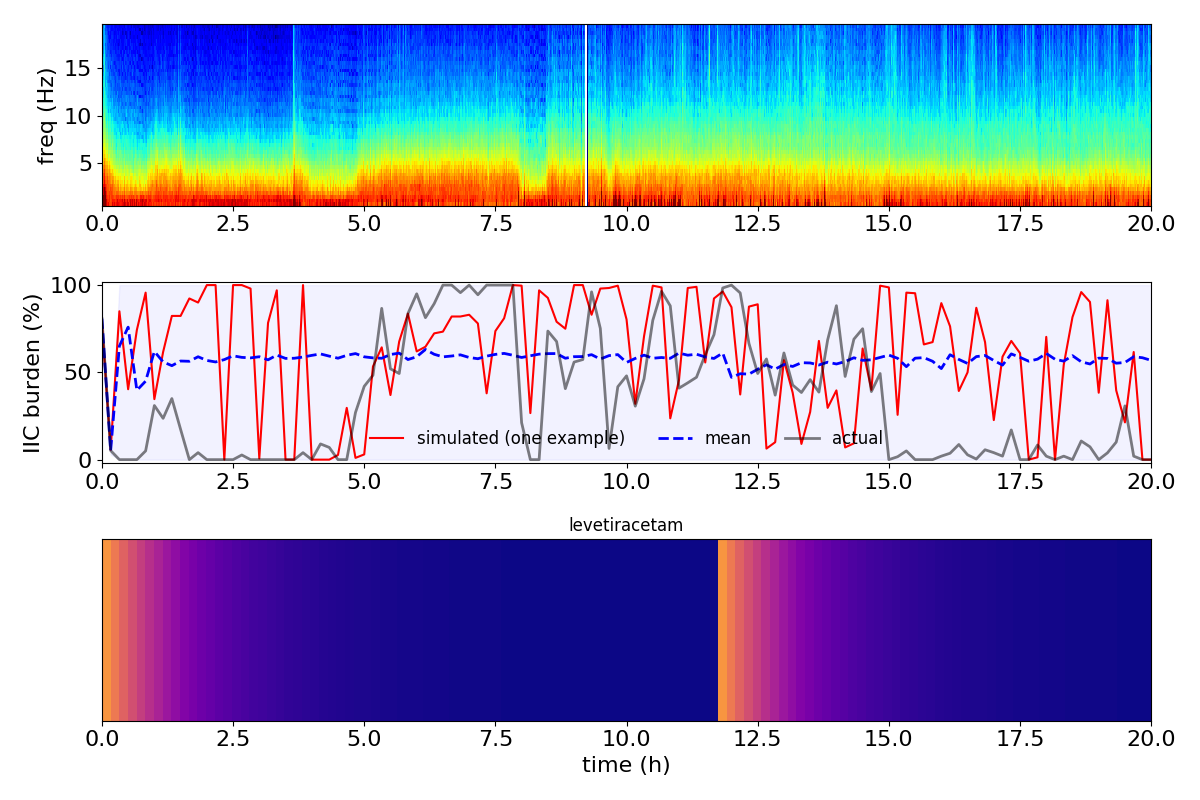 freq (Hz)
15
10
5
0.0 2.5 5.0 7.5 10.0 12.5 15.0 17.5 20.0
IIC burden (%)
100
50
0
simulated (one example) mean actual
0.0 2.5 5.0 7.5 10.0 12.5 15.0 17.5 20.0
levetiracetam
0.0 2.5 5.0 7.5 10.0 12.5 15.0 17.5 20.0
time (h)